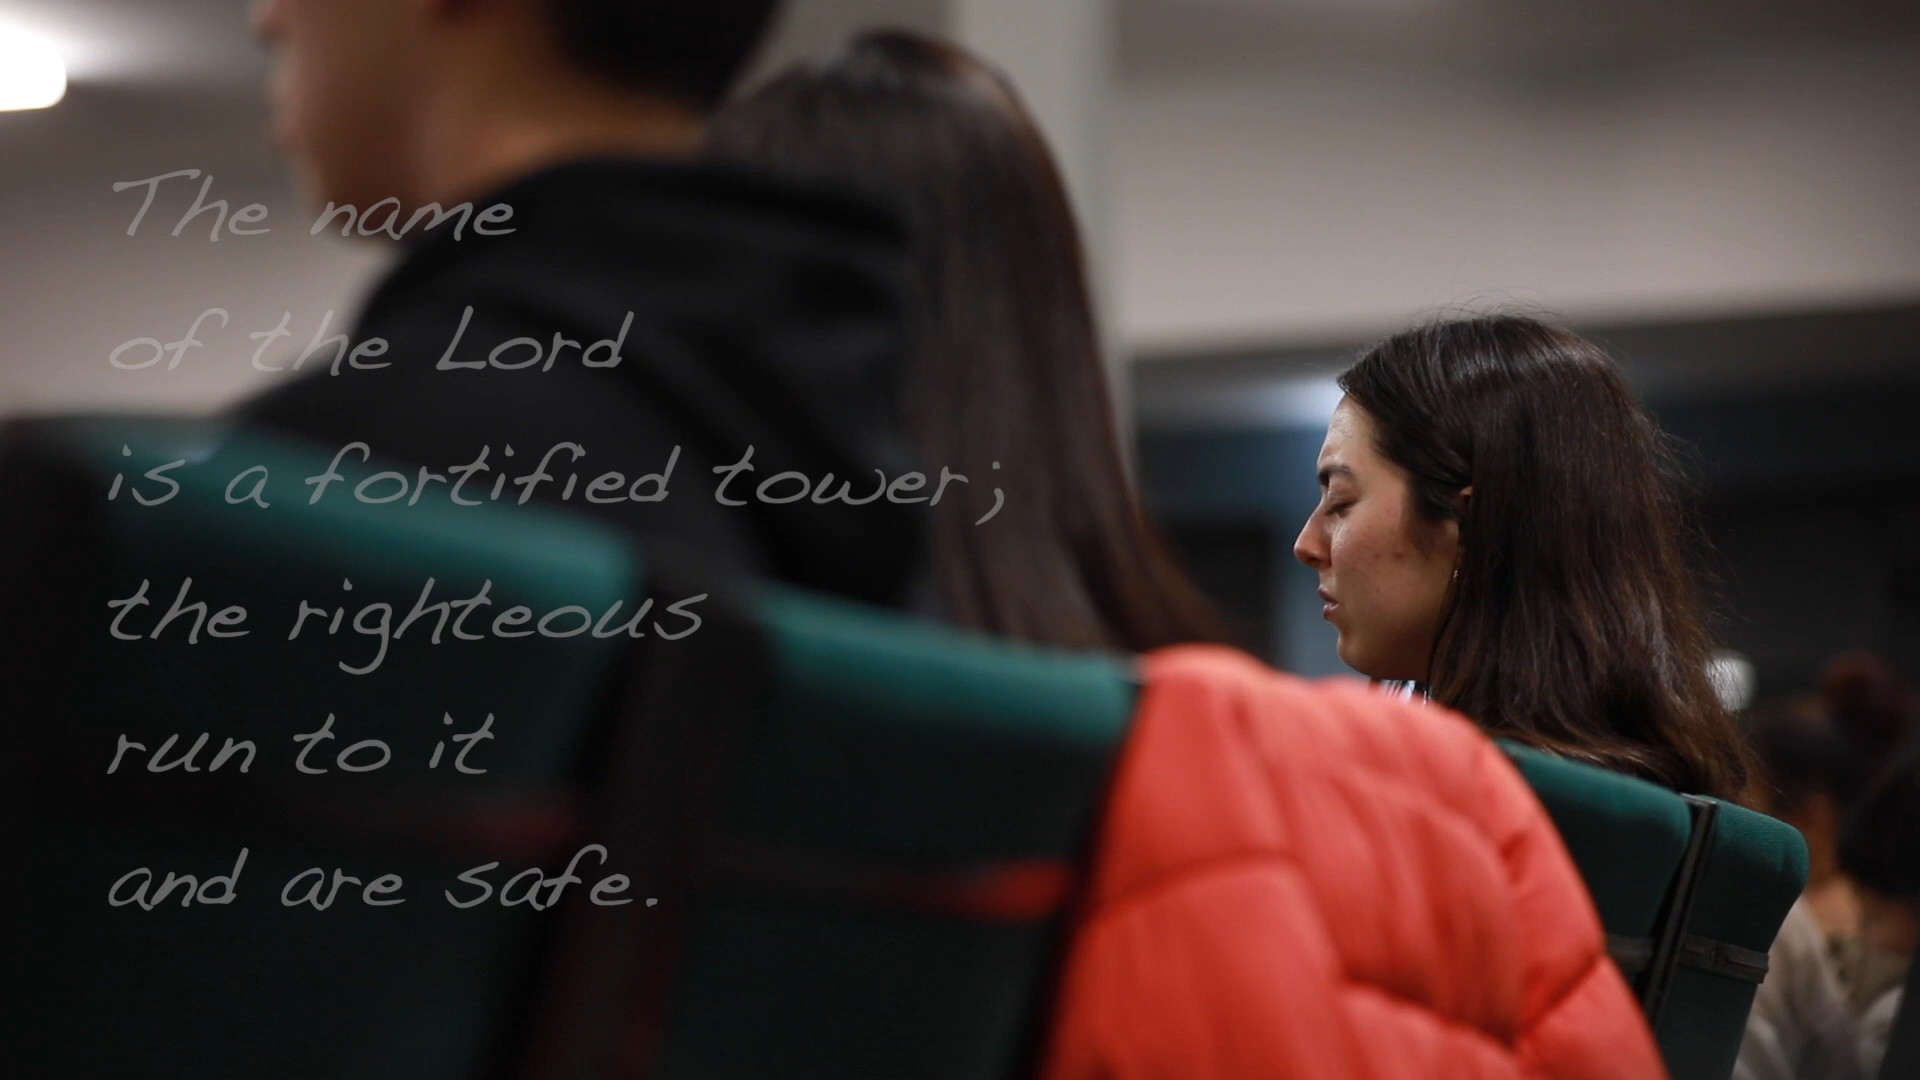 The name
of the Lord
is a fortified tower;
the righteous
run to it
and are safe.